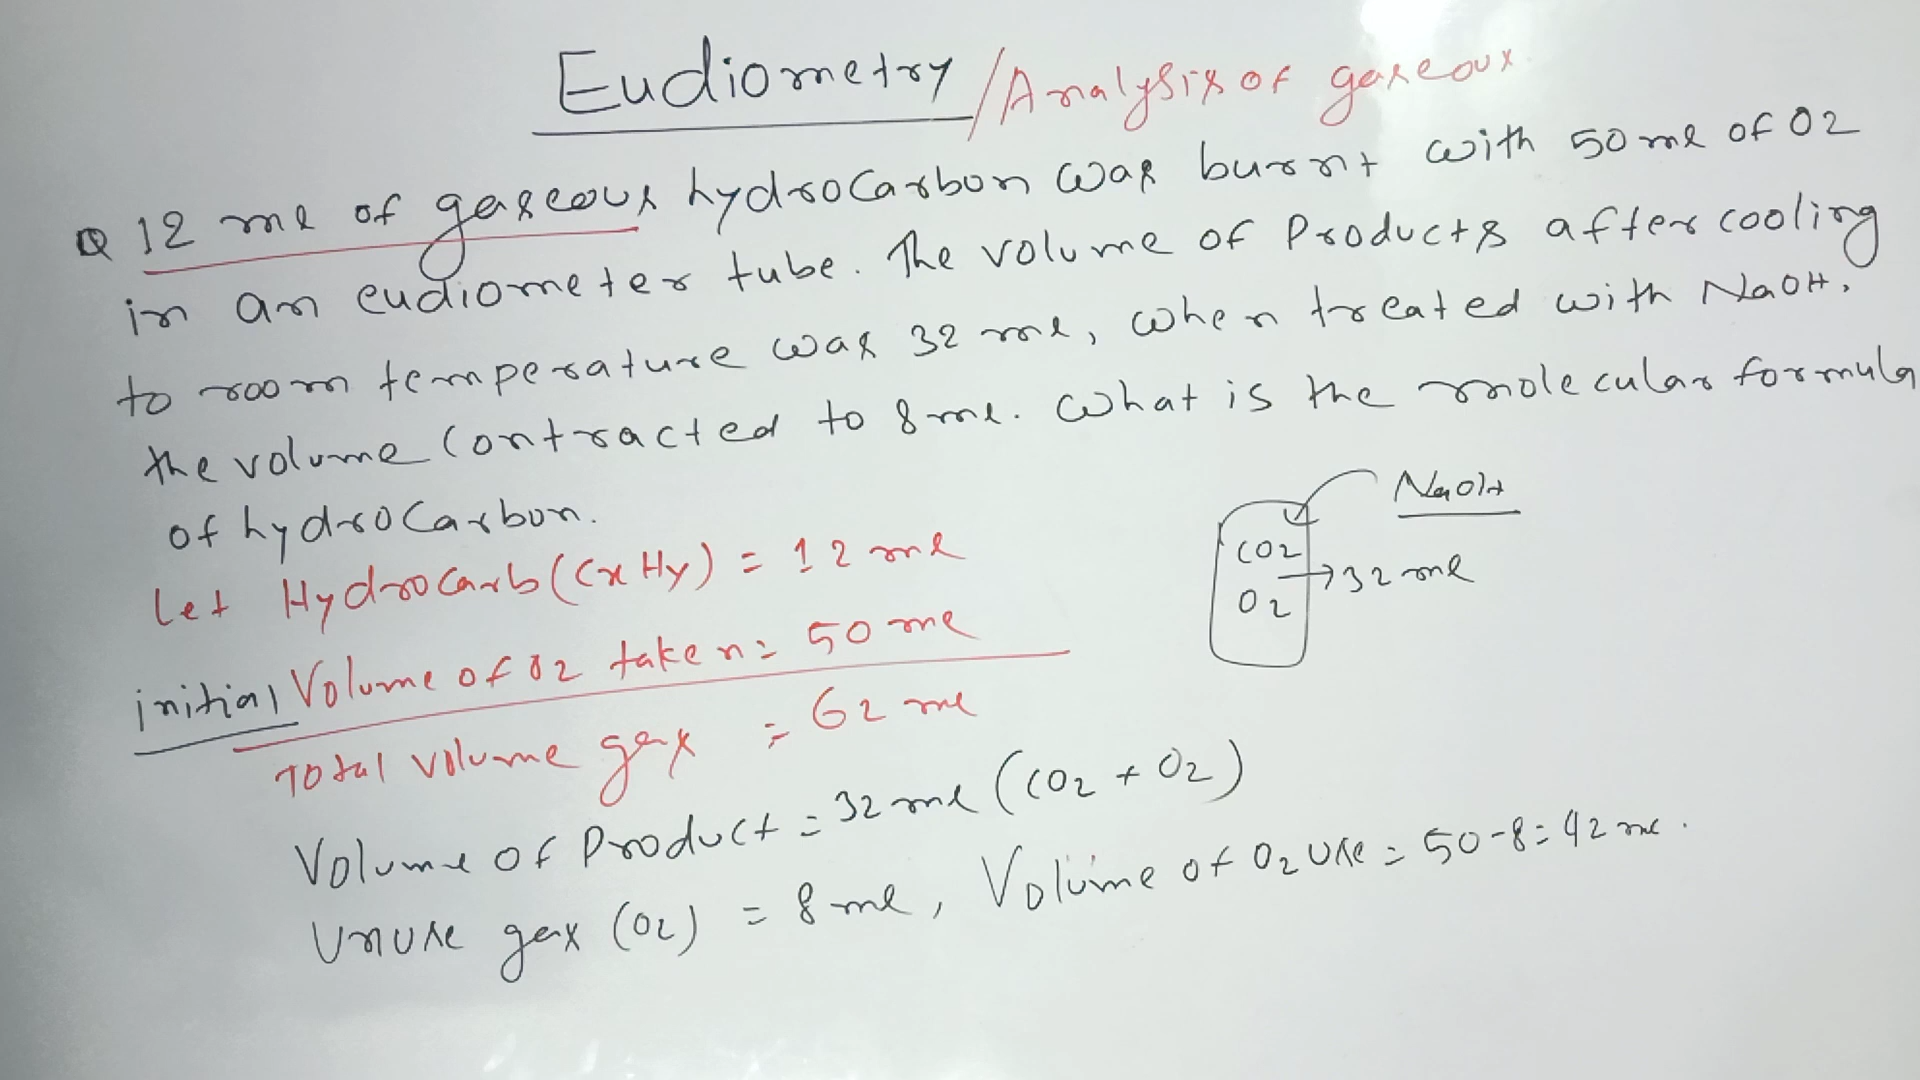 Eudiometry / Analysis of gaseous
Q 12 ml of gaseous hydrocarbon was burnt with 50 ml of O2
in an eudiometer tube. The volume of Products after cooling
to room temperature was 32 ml, when treated with NaOH,
the volume contracted to 8 ml. What is the molecular formula
of hydrocarbon.
NaOH
CO2
O2 → 32 ml
Let Hydrocarb (CxHy) = 12 ml
initial Volume of O2 taken = 50 ml
Total volume gas = 62 ml
Volume of Product = 32 ml (CO2 + O2)
Unuse gas (O2) = 8 ml, Volume of O2 use = 50-8 = 42 ml.